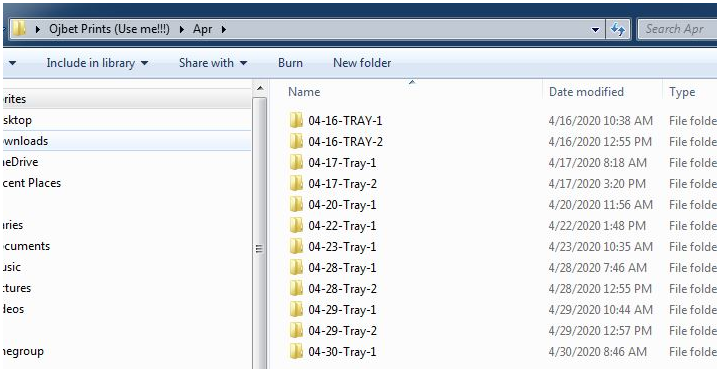 Ojbet Prints (Use me!!!) Apr Search Apr
Include in library Share with Burn New folder
Name Date modified Type
04-16-TRAY-1 4/16/2020 10:38 AM File folde
04-16-TRAY-2 4/16/2020 12:55 PM File folde
04-17-Tray-1 4/17/2020 8:18 AM File folde
04-17-Tray-2 4/17/2020 3:20 PM File folde
04-20-Tray-1 4/20/2020 11:56 AM File folde
04-22-Tray-1 4/22/2020 1:48 PM File folde
04-23-Tray-1 4/23/2020 10:35 AM File folde
04-28-Tray-1 4/28/2020 7:46 AM File folde
04-28-Tray-2 4/28/2020 12:55 PM File folde
04-29-Tray-1 4/29/2020 10:44 AM File folde
04-29-Tray-2 4/29/2020 12:57 PM File folde
04-30-Tray-1 4/30/2020 8:46 AM File folde
orites
esktop
ownloads
neDrive
ecent Places
raries
ocuments
usic
ctures
deos
megroup